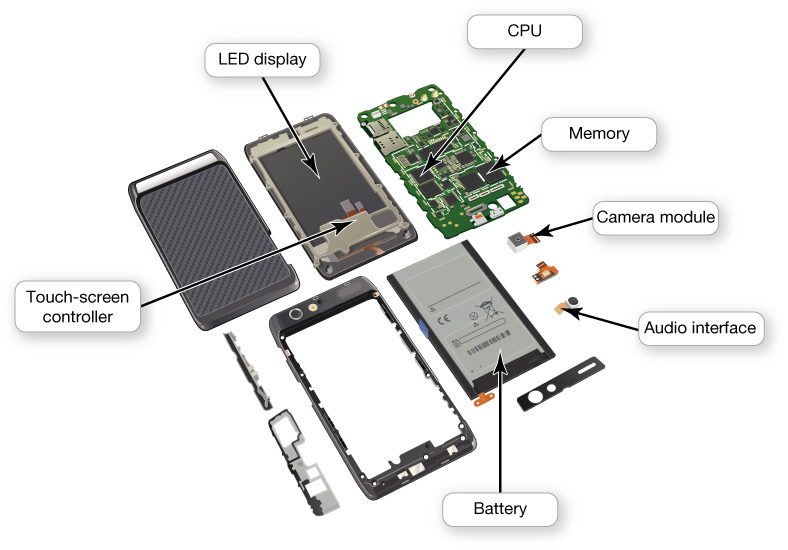 CPU
LED display
Memory
Camera module
Touch-screen
controller
Audio interface
Battery